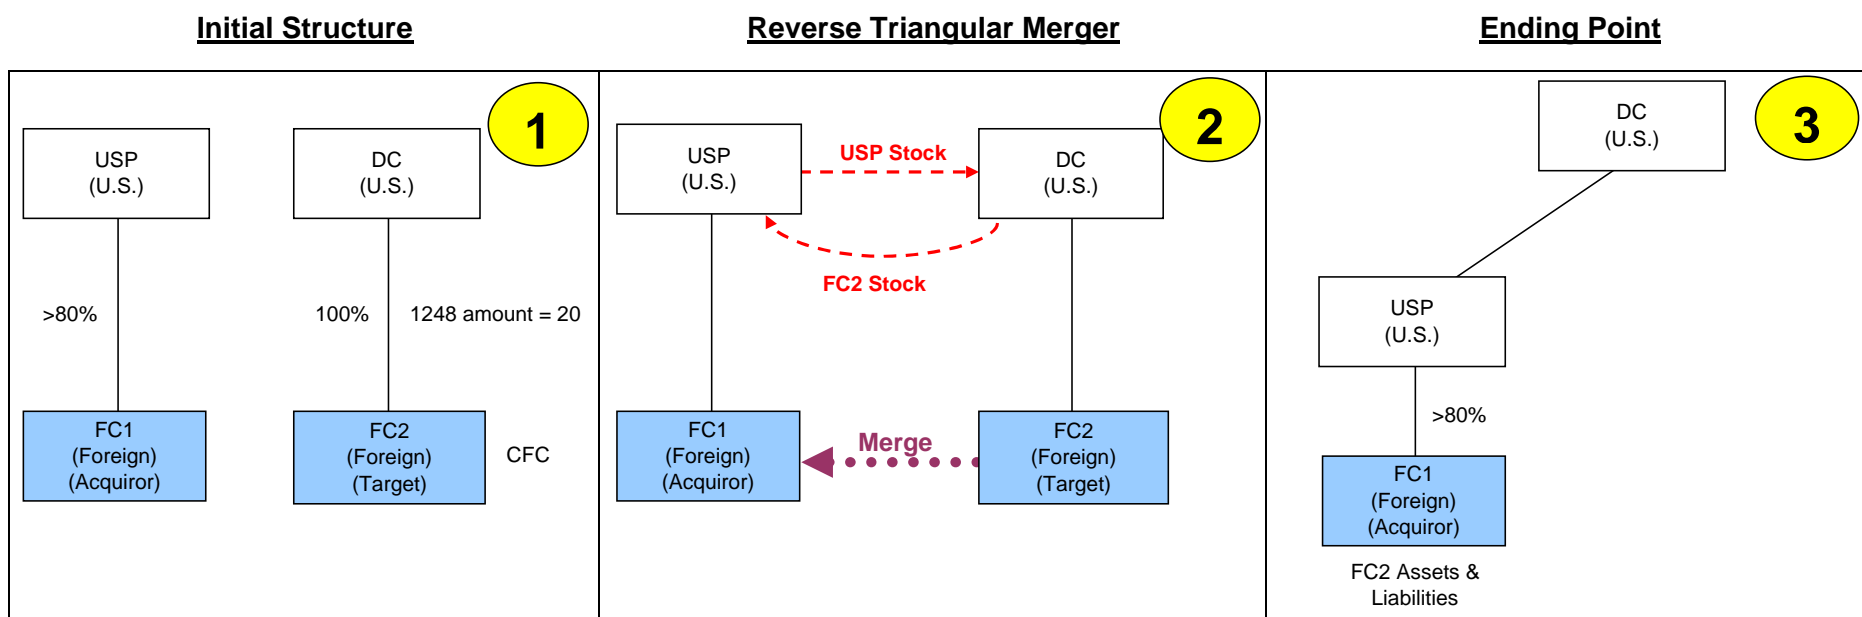 Initial Structure
Reverse Triangular Merger
Ending Point
1
USP
(U.S.)
DC
(U.S.)
>80%
100%
1248 amount = 20
FC1
(Foreign)
(Acquiror)
FC2
(Foreign)
(Target)
CFC
2
USP
(U.S.)
USP Stock
DC
(U.S.)
FC2 Stock
FC1
(Foreign)
(Acquiror)
Merge
FC2
(Foreign)
(Target)
3
DC
(U.S.)
USP
(U.S.)
>80%
FC1
(Foreign)
(Acquiror)
FC2 Assets &
Liabilities